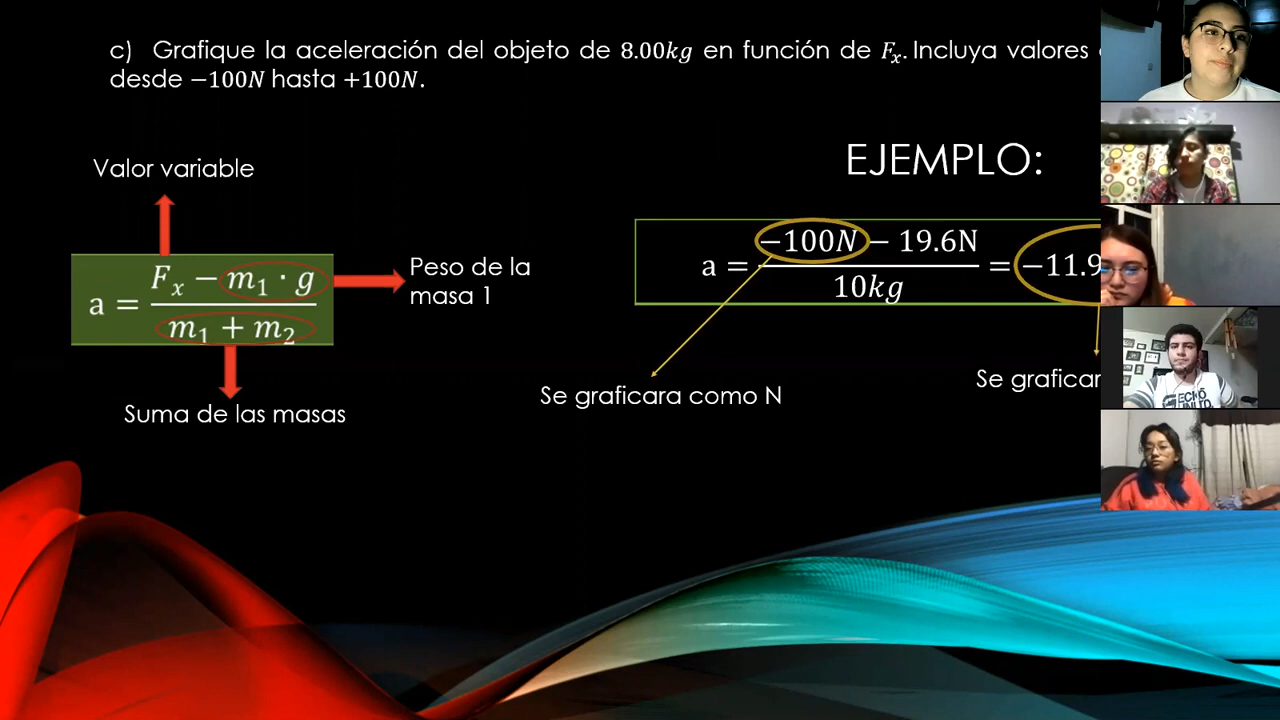 c) Grafique la aceleración del objeto de 8.00kg en función de Fₓ. Incluya valores
desde −100N hasta +100N.
EJEMPLO:
Valor variable
a = (Fₓ − m₁ · g) / (m₁ + m₂)
Peso de la
masa 1
Suma de las masas
a = (−100N − 19.6N) / 10kg = −11.9
Se graficara como N
Se graficar
ECKŌ
UNLTD